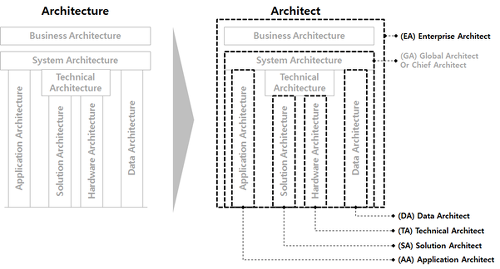 Architecture
Business Architecture
System Architecture
Technical
Architecture
Application Architecture
Solution Architecture
Hardware Architecture
Data Architecture
Architect
Business Architecture
System Architecture
Technical
Architecture
Application Architecture
Solution Architecture
Hardware Architecture
Data Architecture
(EA) Enterprise Architect
(GA) Global Architect
Or Chief Architect
(DA) Data Architect
(TA) Technical Architect
(SA) Solution Architect
(AA) Application Architect